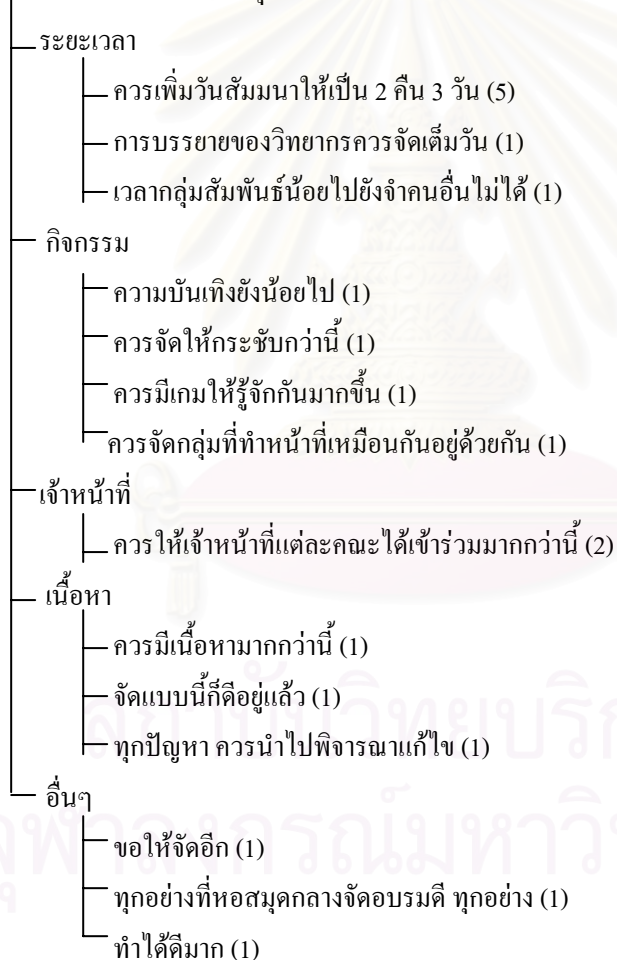 ระยะเวลา
ควรเพิ่มวันสัมมนาให้เป็น 2 คืน 3 วัน (5)
การบรรยายของวิทยากรควรจัดเต็มวัน (1)
เวลากลุ่มสัมพันธ์น้อยไปยังจำคนอื่นไม่ได้ (1)
กิจกรรม
ความบันเทิงยังน้อยไป (1)
ควรจัดให้กระชับกว่านี้ (1)
ควรมีเกมให้รู้จักกันมากขึ้น (1)
ควรจัดกลุ่มที่ทำหน้าที่เหมือนกันอยู่ด้วยกัน (1)
เจ้าหน้าที่
ควรให้เจ้าหน้าที่แต่ละคณะได้เข้าร่วมมากกว่านี้ (2)
เนื้อหา
ควรมีเนื้อหามากกว่านี้ (1)
จัดแบบนี้ก็ดีอยู่แล้ว (1)
ทุกปัญหา ควรนำไปพิจารณาแก้ไข (1)
อื่นๆ
ขอให้จัดอีก (1)
ทุกอย่างที่หอสมุดกลางจัดอบรมดี ทุกอย่าง (1)
ทำได้ดีมาก (1)